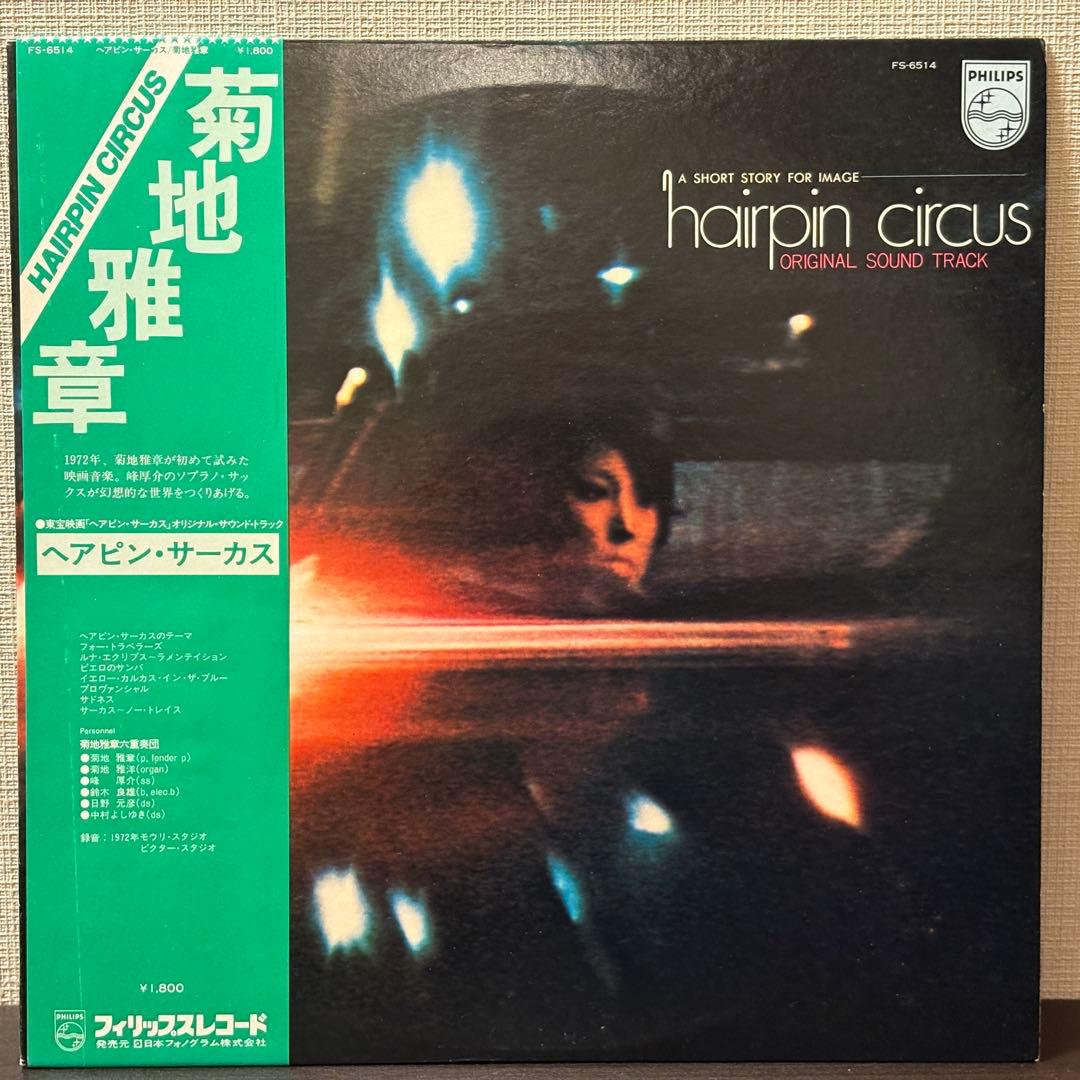 FS-6514 ヘアピン・サーカス/菊地雅章 ¥1,800
HAIRPIN CIRCUS
菊地雅章
1972年、菊地雅章が初めて試みた
映画音楽。峰厚介のソプラノ・サッ
クスが幻想的な世界をつくりあげる。
●東宝映画「ヘアピン・サーカス」オリジナル・サウンド・トラック
ヘアピン・サーカス
ヘアピン・サーカスのテーマ
フォー・トラベラーズ
ルナ・エクリプス~ラメンテイション
ピエロのサンバ
イエロー・カルカス・イン・ザ・ブルー
プロヴァンシャル
サドネス
サーカス~ノー・トレイス
Personnel
菊地雅章六重奏団
●菊地 雅章(p, fender p)
●菊地 雅洋(organ)
●峰 厚介(ss)
●鈴木 良雄(b, elec.b)
●日野 元彦(ds)
●中村よしゆき(ds)
録音:1972年モウリ・スタジオ
ビクター・スタジオ
¥1,800
PHILIPS
フィリップスレコード
発売元 日本フォノグラム株式会社
FS-6514
PHILIPS
A SHORT STORY FOR IMAGE
hairpin circus
ORIGINAL SOUND TRACK